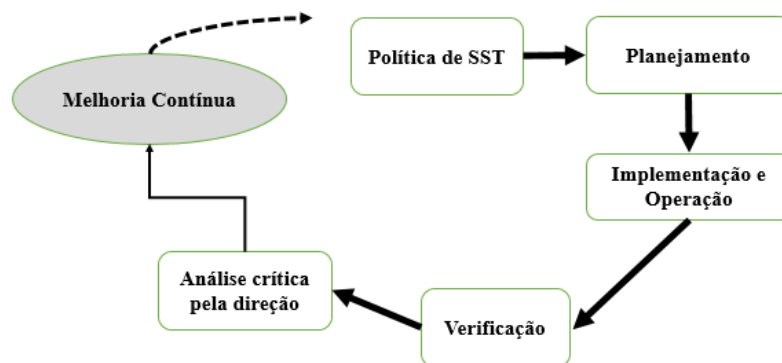 Política de SST
Planejamento
Melhoria Contínua
Implementação e
Operação
Análise crítica
pela direção
Verificação